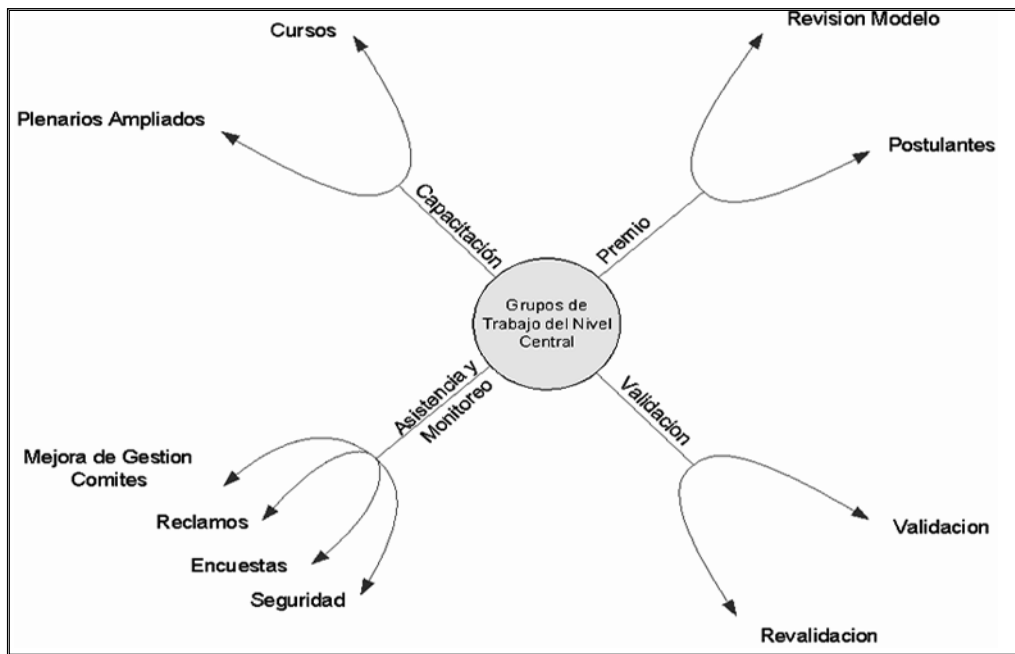 Cursos
Plenarios Ampliados
Capacitación
Revision Modelo
Postulantes
Premio
Grupos de
Trabajo del Nivel
Central
Asistencia y
Monitoreo
Mejora de Gestion
Comites
Reclamos
Encuestas
Seguridad
Validacion
Validacion
Revalidacion